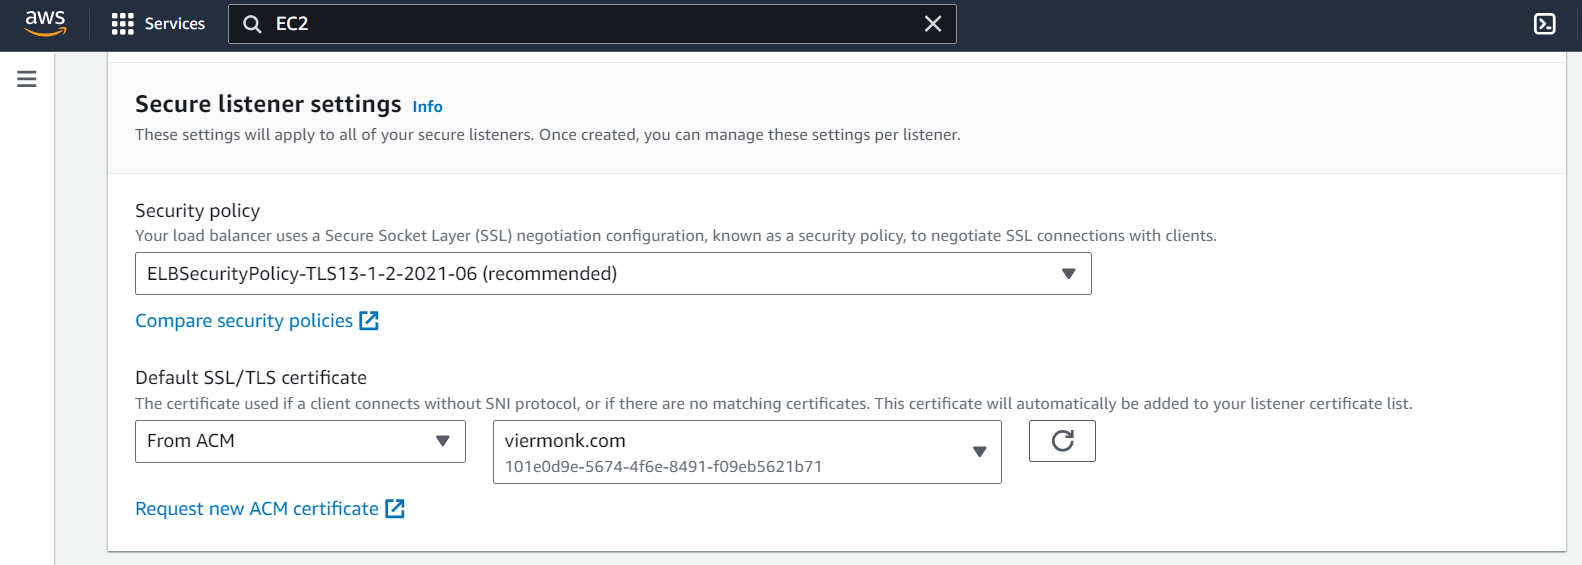 aws Services EC2
Secure listener settings Info
These settings will apply to all of your secure listeners. Once created, you can manage these settings per listener.
Security policy
Your load balancer uses a Secure Socket Layer (SSL) negotiation configuration, known as a security policy, to negotiate SSL connections with clients.
ELBSecurityPolicy-TLS13-1-2-2021-06 (recommended)
Compare security policies
Default SSL/TLS certificate
The certificate used if a client connects without SNI protocol, or if there are no matching certificates. This certificate will automatically be added to your listener certificate list.
From ACM
viermonk.com
101e0d9e-5674-4f6e-8491-f09eb5621b71
Request new ACM certificate